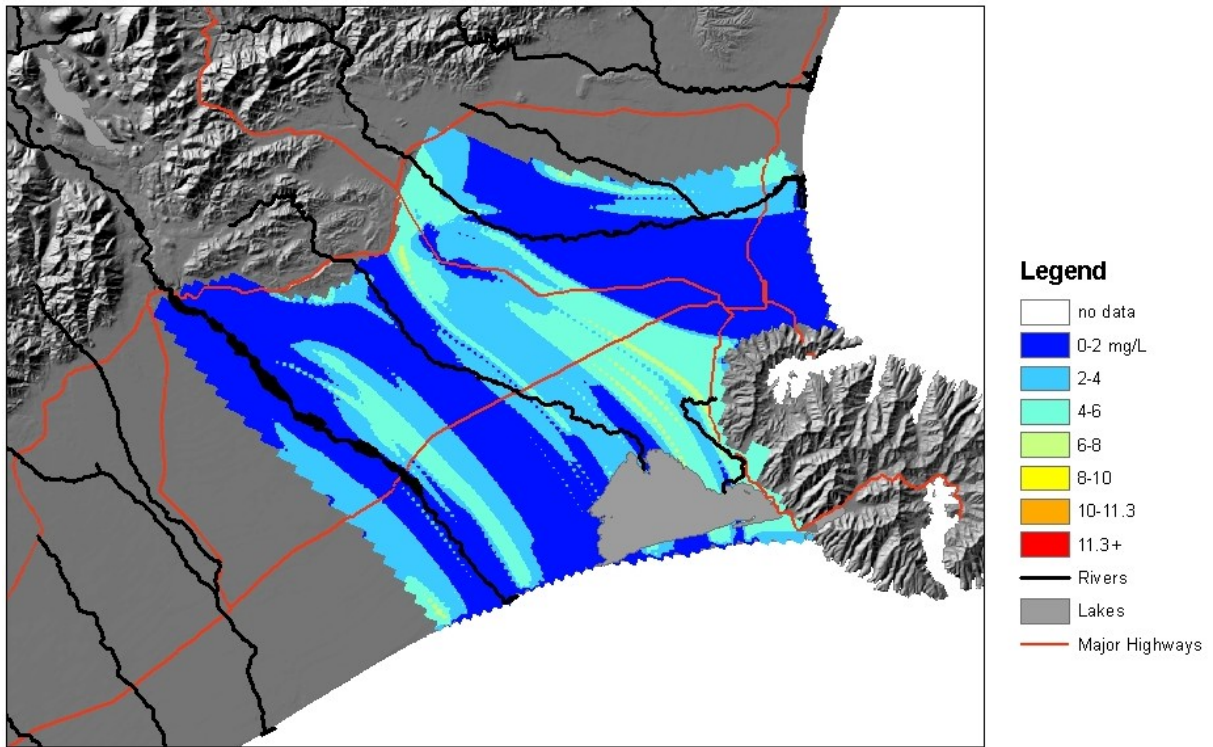 Legend
no data
0-2 mg/L
2-4
4-6
6-8
8-10
10-11.3
11.3+
Rivers
Lakes
Major Highways